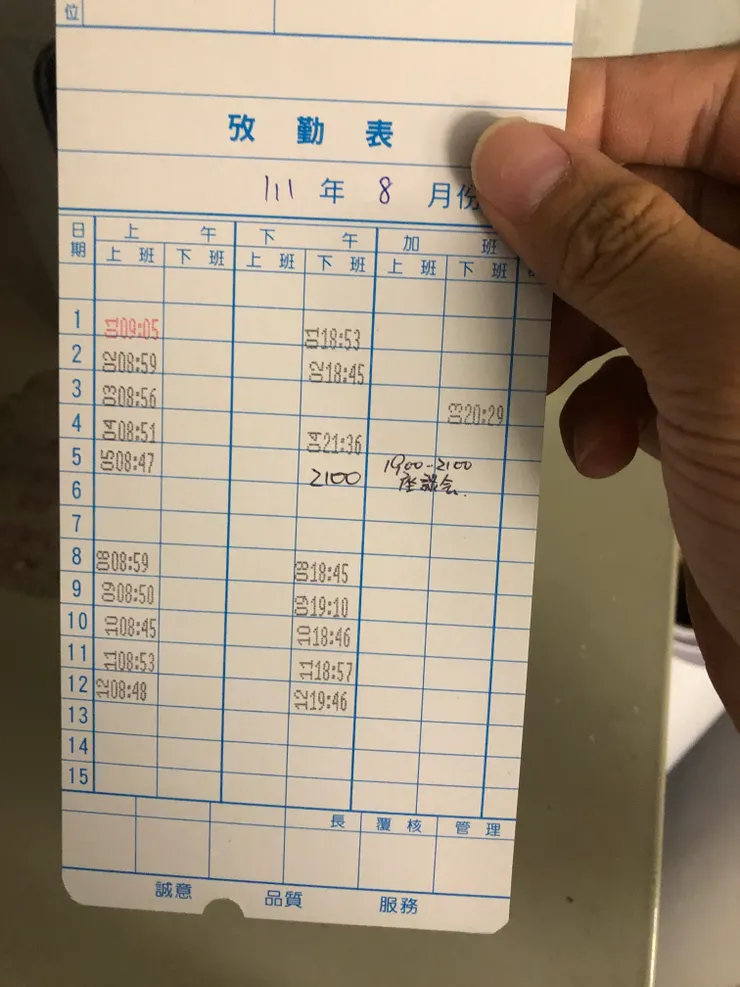 位
攷 勤 表
111 年 8 月份
日期 上 午 下 午 加 班
上 班 下 班 上 班 下 班 上 班 下 班
1 01 09:05 01 18:53
2 02 08:59 02 18:45
3 03 08:56 03 20:29
4 04 08:51 04 21:36
5 05 08:47 2100 1900-2100
座談会.
6
7
8 08 08:59 08 18:45
9 09 08:50 09 19:10
10 10 08:45 10 18:46
11 11 08:53 11 18:57
12 12 08:48 12 19:46
13
14
15
長 覆 核 管 理
誠意 品質 服務